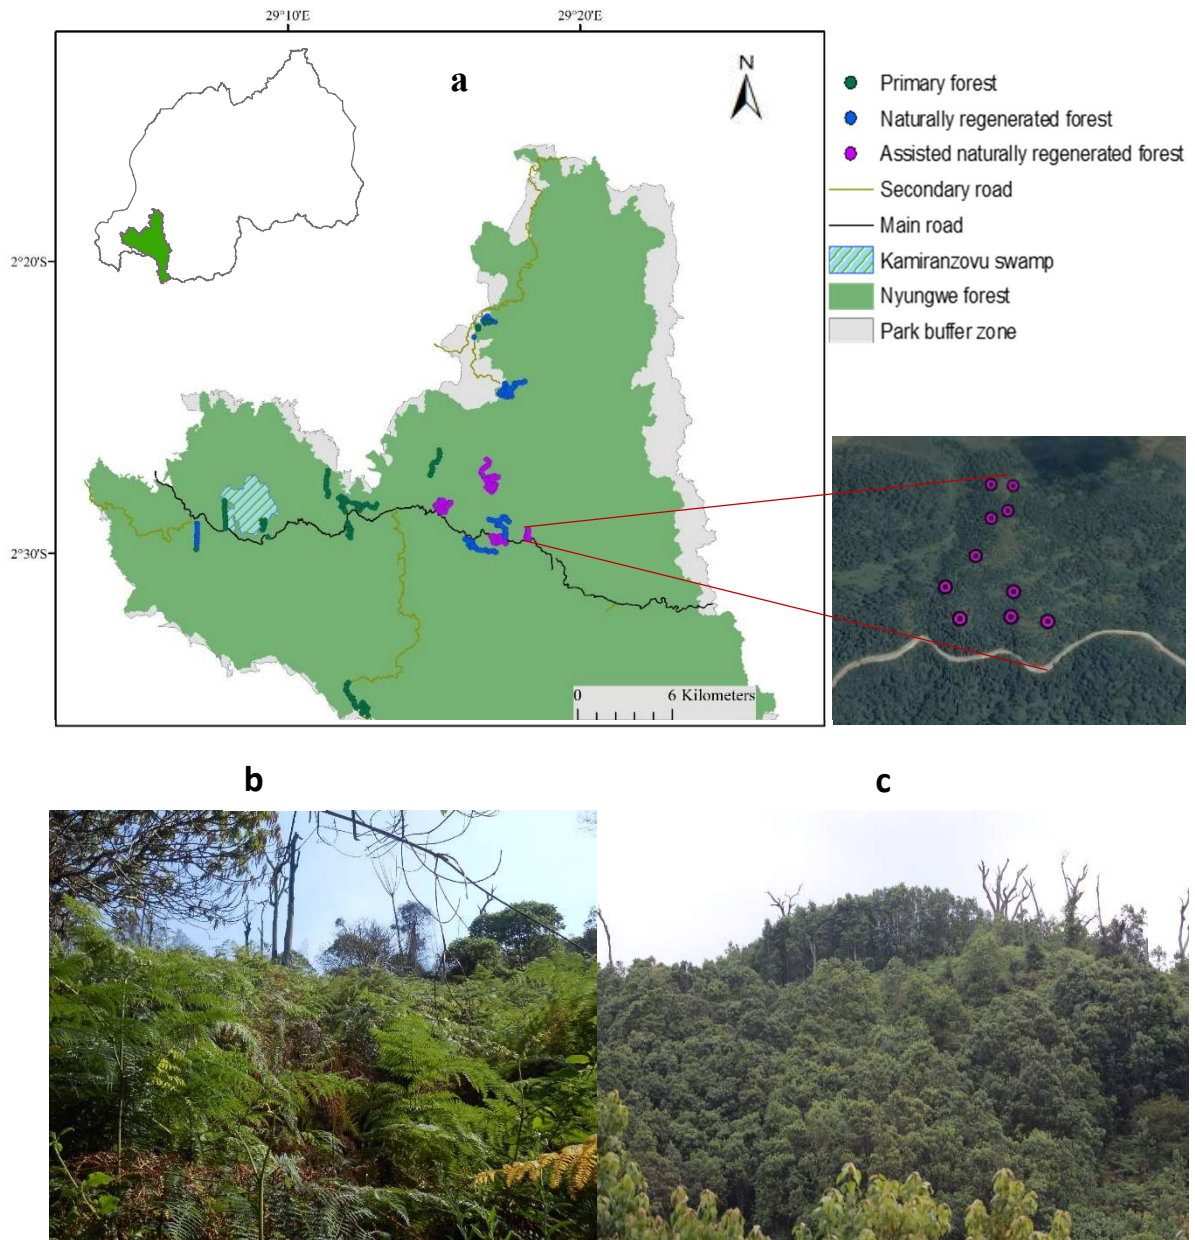 29°10'E
29°20'E
a
N
Primary forest
Naturally regenerated forest
Assisted naturally regenerated forest
Secondary road
Main road
Kamiranzovu swamp
Nyungwe forest
Park buffer zone
2°20'S
2°30'S
0
6 Kilometers
b
c